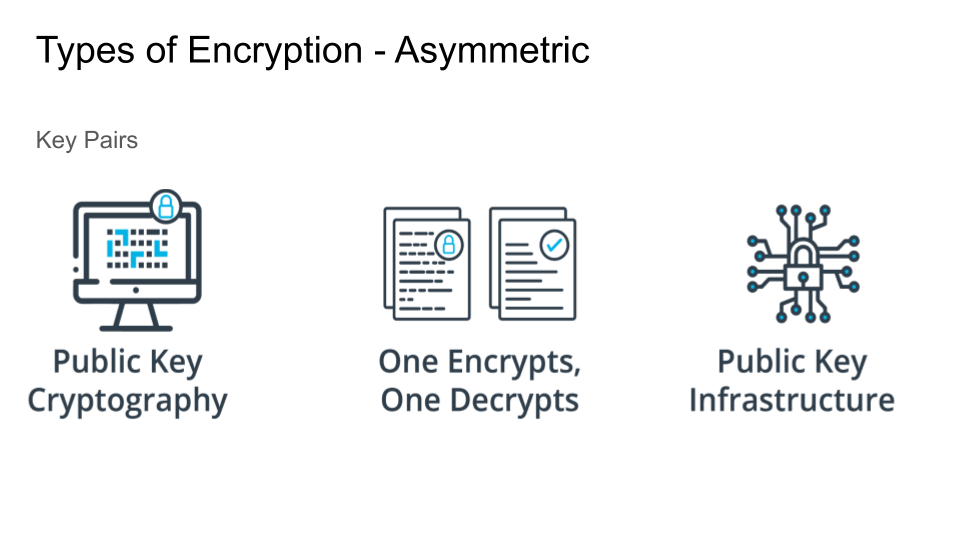 Types of Encryption - Asymmetric
Key Pairs
Public Key
Cryptography
One Encrypts,
One Decrypts
Public Key
Infrastructure